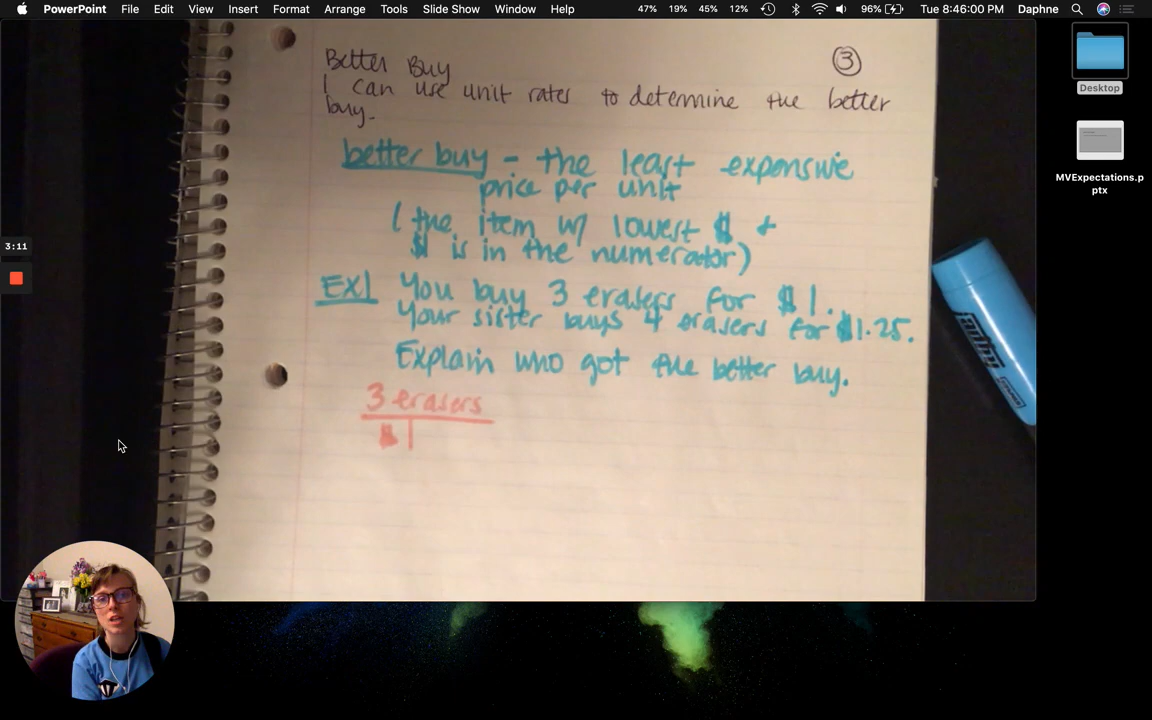 PowerPoint File Edit View Insert Format Arrange Tools Slide Show Window Help 47% 19% 45% 12% 96% Tue 8:46:00 PM Daphne
Desktop
MVExpectations.p
ptx
3:11
Better Buy
3
I can use unit rates to determine the better
buy.
better buy - the least expensive
price per unit
( the item w/ lowest $ +
$ is in the numerator)
EX1 You buy 3 erasers for $1.
Your sister buys 4 erasers for $1.25.
Explain who got the better buy.
3 erasers
$1